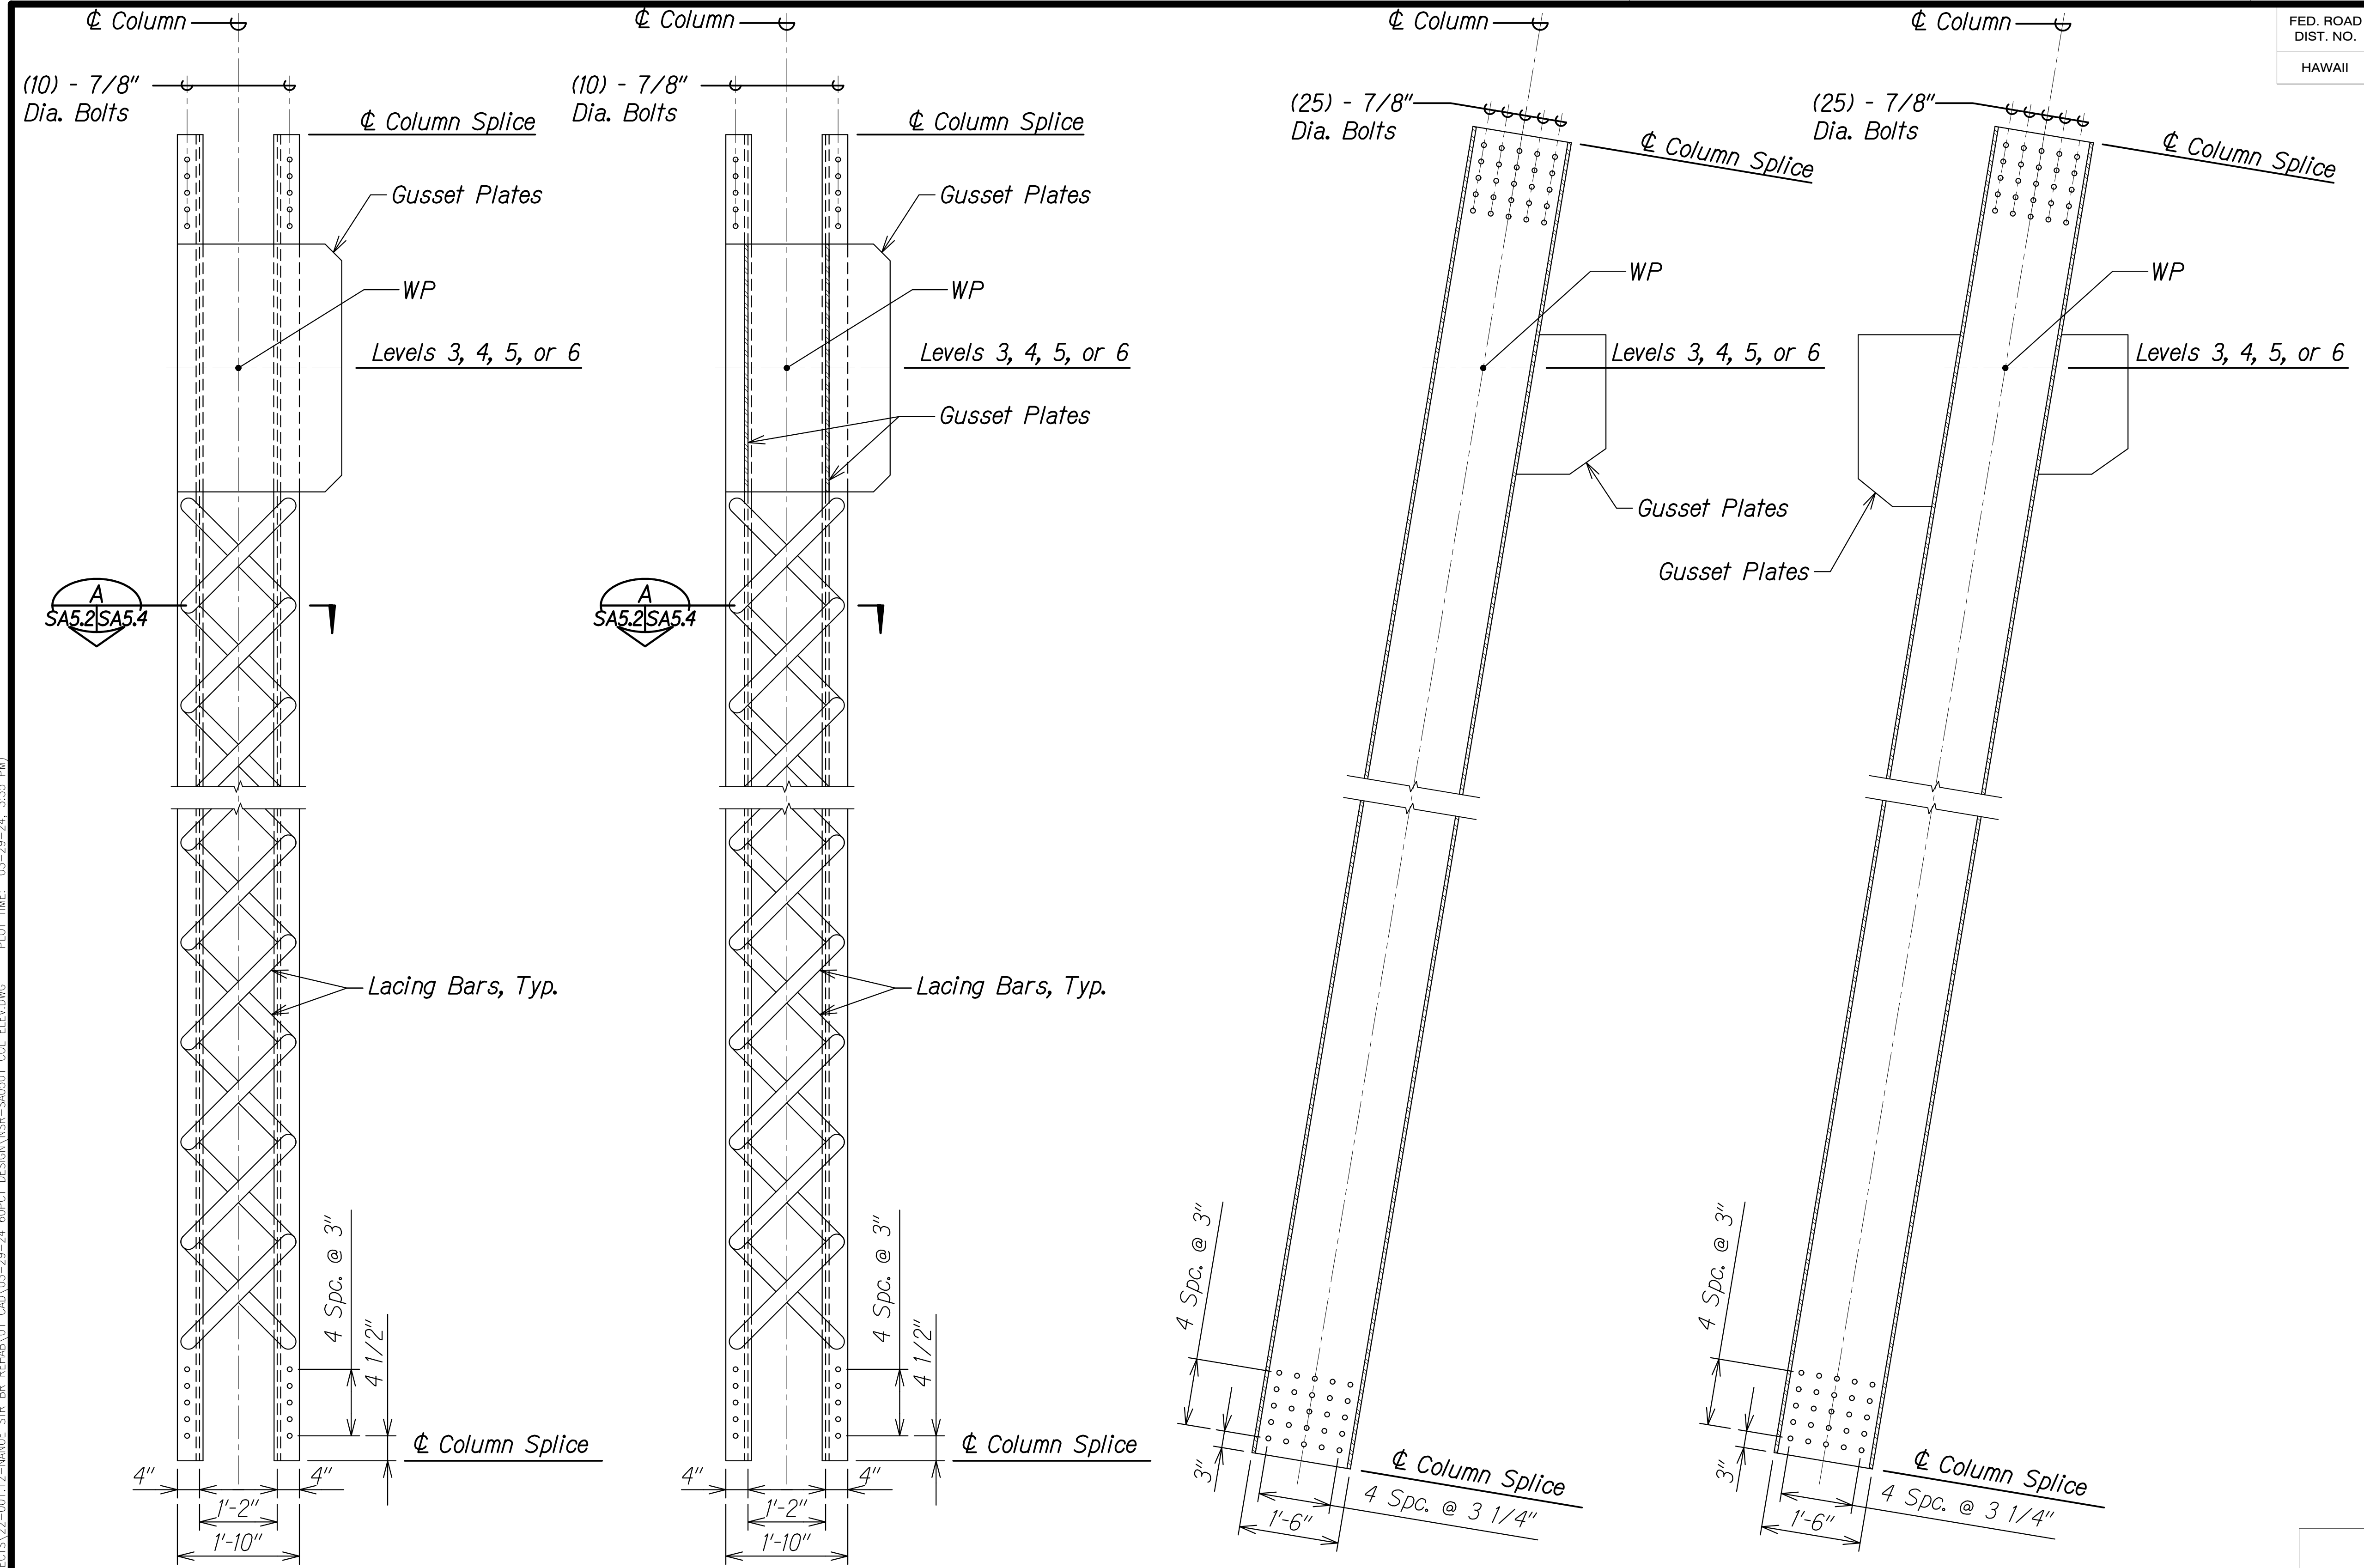 ℄ Column
℄ Column
℄ Column
℄ Column
FED. ROAD
DIST. NO.
HAWAII
(10) - 7/8"
Dia. Bolts
(10) - 7/8"
Dia. Bolts
(25) - 7/8"
Dia. Bolts
(25) - 7/8"
Dia. Bolts
℄ Column Splice
℄ Column Splice
℄ Column Splice
℄ Column Splice
Gusset Plates
Gusset Plates
WP
WP
WP
WP
Levels 3, 4, 5, or 6
Levels 3, 4, 5, or 6
Levels 3, 4, 5, or 6
Levels 3, 4, 5, or 6
Gusset Plates
Gusset Plates
Gusset Plates
A
SA5.2 SA5.4
A
SA5.2 SA5.4
Lacing Bars, Typ.
Lacing Bars, Typ.
4 Spc. @ 3"
4 1/2"
4 Spc. @ 3"
4 1/2"
4 Spc. @ 3"
4 Spc. @ 3"
℄ Column Splice
℄ Column Splice
℄ Column Splice
℄ Column Splice
4"
4"
4"
4"
3"
3"
1'-2"
1'-2"
4 Spc. @ 3 1/4"
4 Spc. @ 3 1/4"
1'-10"
1'-10"
1'-6"
1'-6"